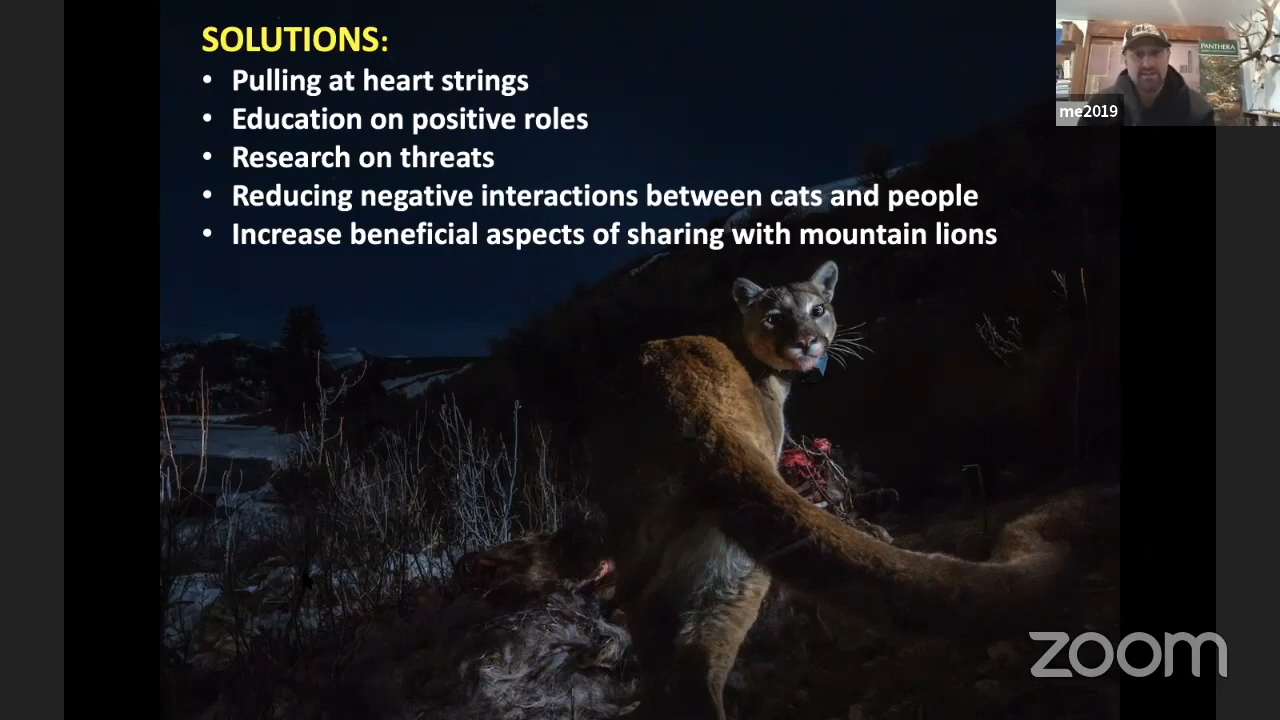 SOLUTIONS:
• Pulling at heart strings
• Education on positive roles
• Research on threats
• Reducing negative interactions between cats and people
• Increase beneficial aspects of sharing with mountain lions
PANTHERA
me2019
zoom